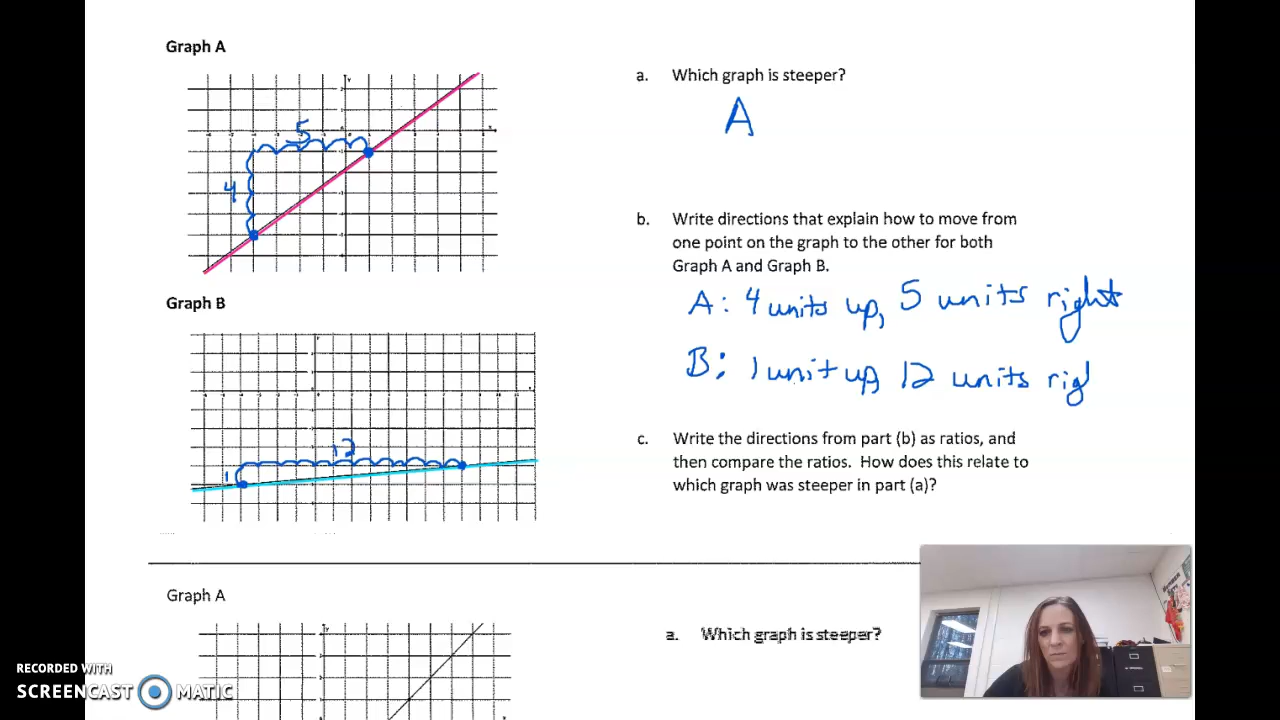 Graph A
5
4
a. Which graph is steeper?
A
b. Write directions that explain how to move from
one point on the graph to the other for both
Graph A and Graph B.
A: 4 units up, 5 units right
B: 1 unit up, 12 units rig
Graph B
12
1
c. Write the directions from part (b) as ratios, and
then compare the ratios. How does this relate to
which graph was steeper in part (a)?
Graph A
a. Which graph is steeper?
RECORDED WITH
SCREENCAST MATIC